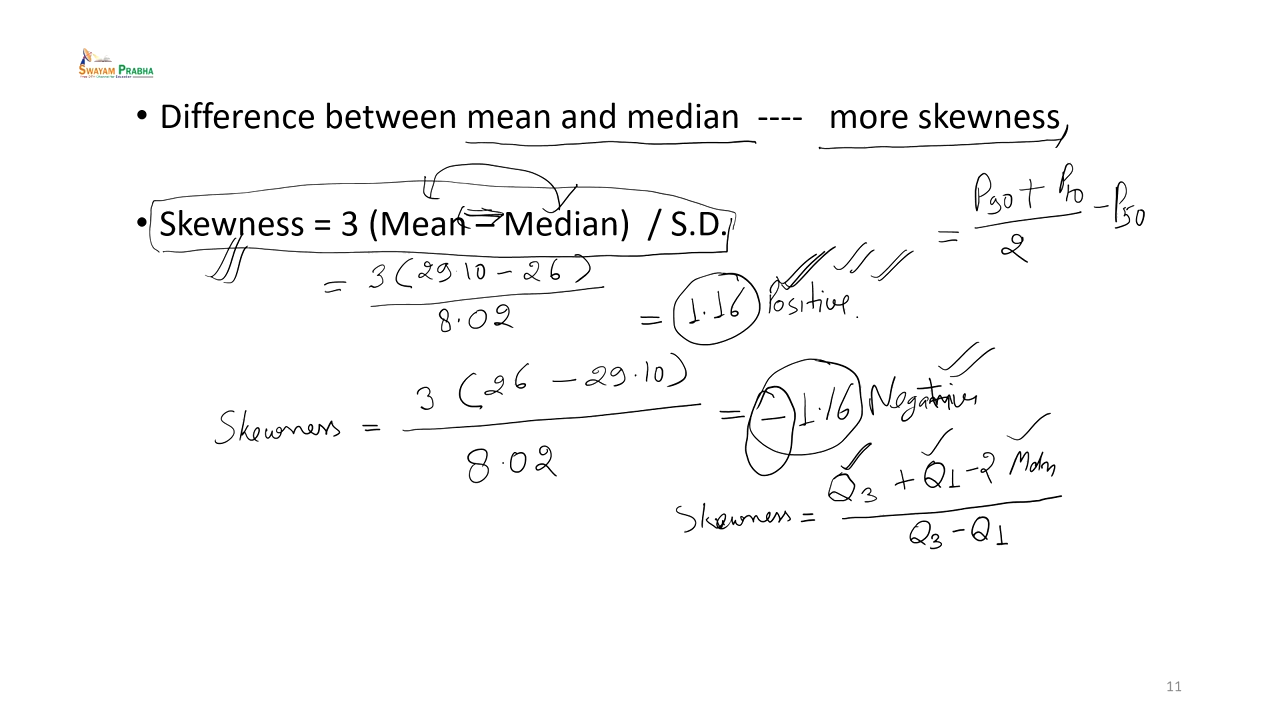 SWAYAM PRABHA
• Difference between mean and median ---- more skewness,
• Skewness = 3 (Mean – Median) / S.D.
= P90 + P10 / 2 - P50
= 3(29.10 - 26) / 8.02 = 1.16 Positive.
Skewness = 3 (26 - 29.10) / 8.02 = -1.16 Negative
Skewness = Q3 + Q1 - 2 Mdn / Q3 - Q1
11